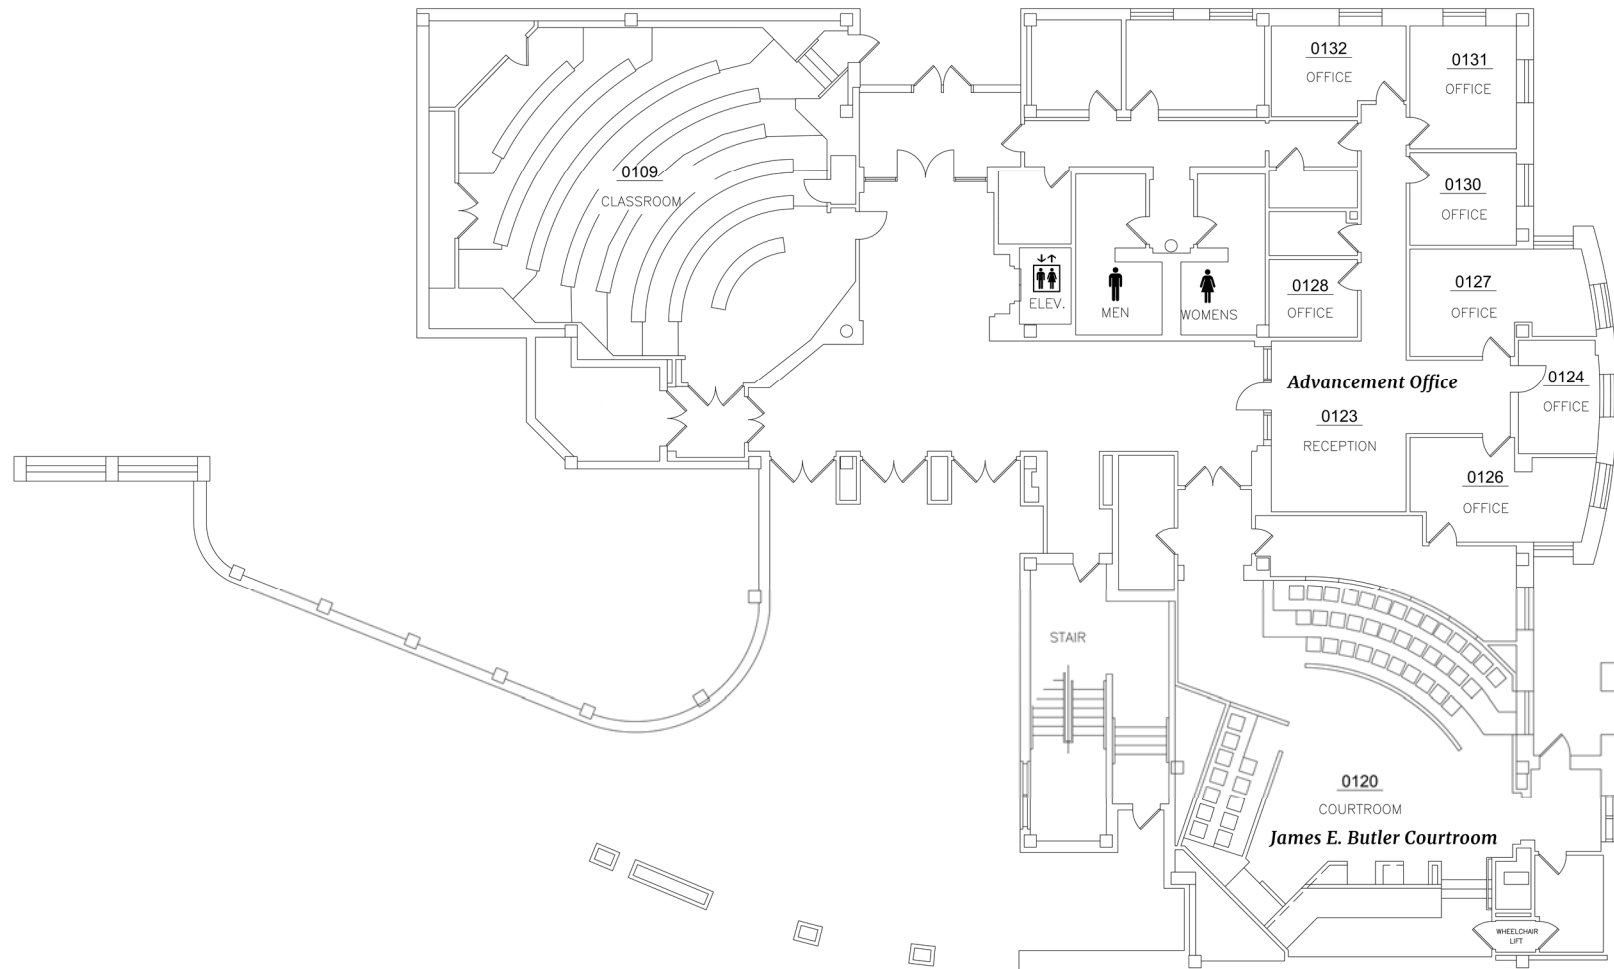 0132
OFFICE
0131
OFFICE
0109
CLASSROOM
0130
OFFICE
ELEV.
MEN
WOMENS
0128
OFFICE
0127
OFFICE
Advancement Office
0123
RECEPTION
0124
OFFICE
0126
OFFICE
STAIR
0120
COURTROOM
James E. Butler Courtroom
WHEELCHAIR
LIFT